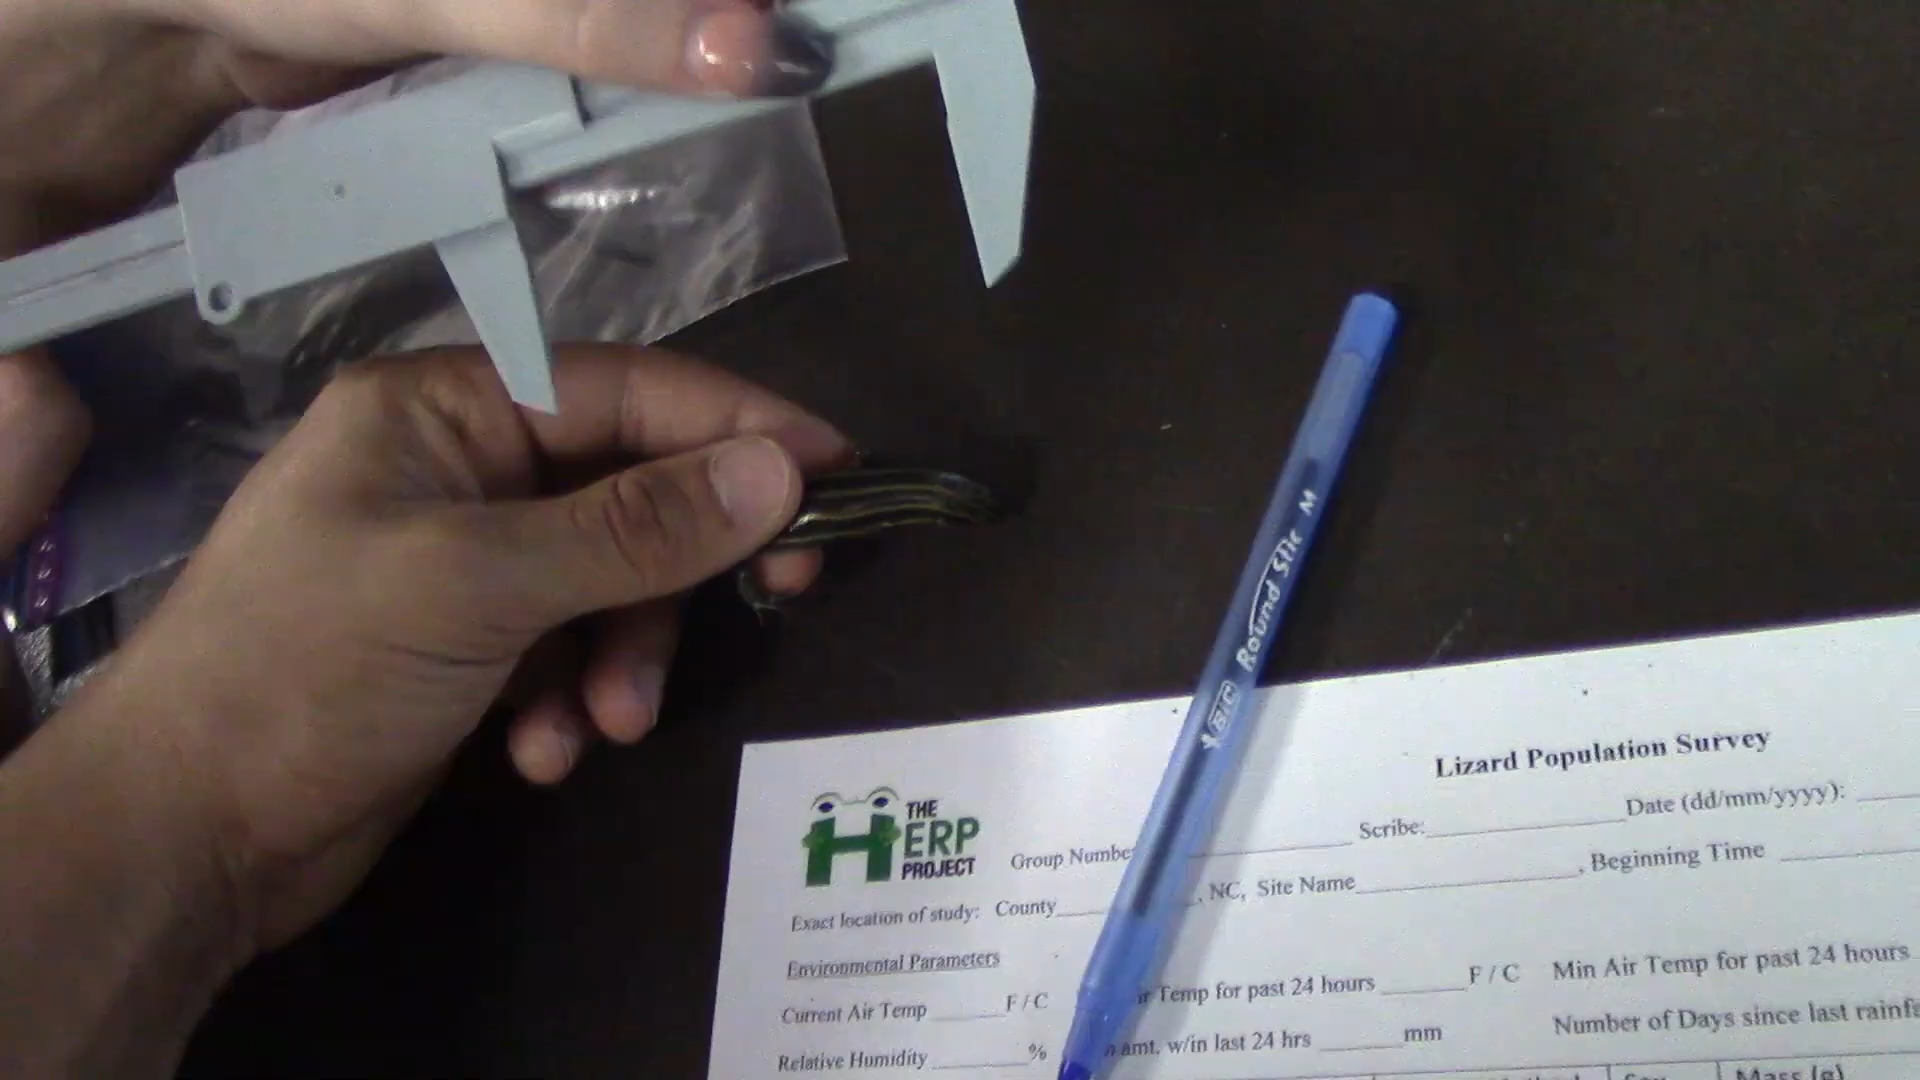 Lizard Population Survey
THE
HERP
PROJECT
Group Number Scribe: Date (dd/mm/yyyy):
Exact location of study: County , NC, Site Name , Beginning Time
Environmental Parameters
Current Air Temp F / C Temp for past 24 hours F / C Min Air Temp for past 24 hours
Relative Humidity % amt. w/in last 24 hrs mm Number of Days since last
Mass (g)
BIC Round Stic M